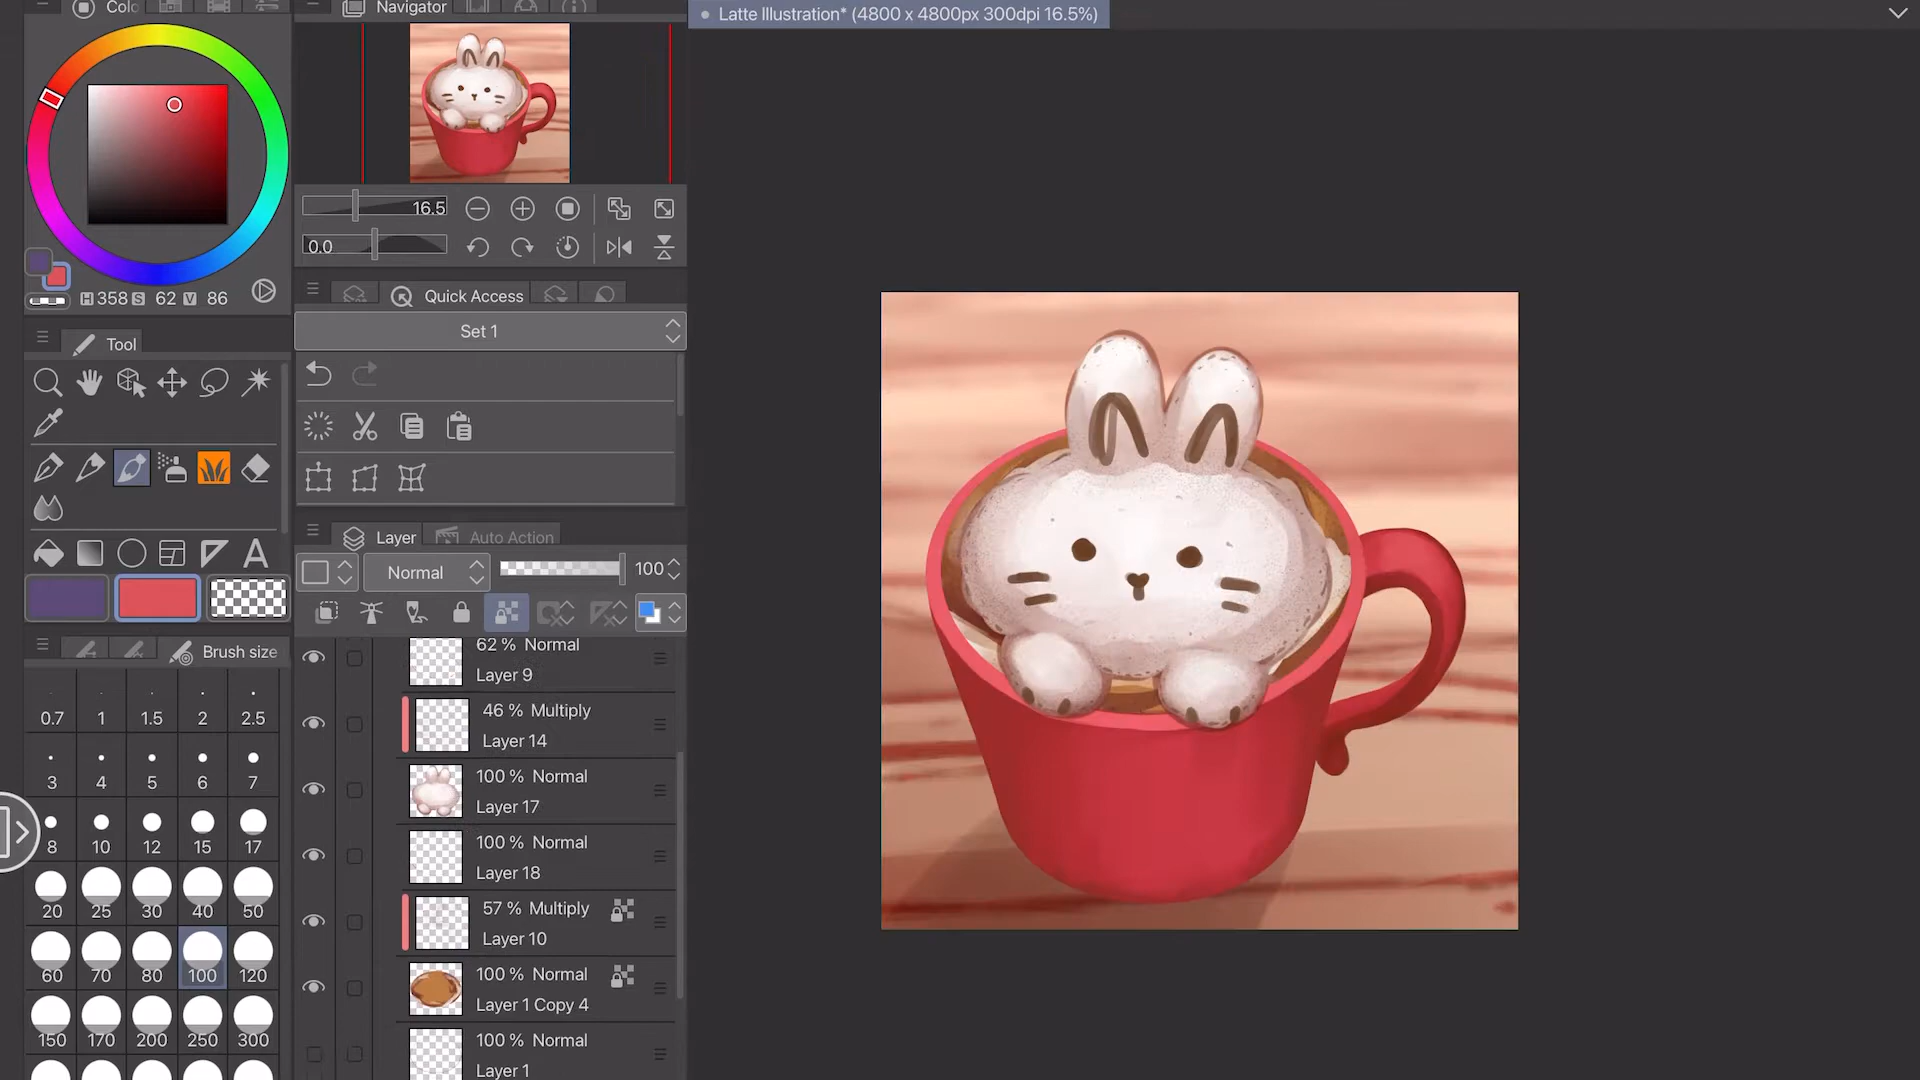 Colc
Navigator
Latte Illustration* (4800 x 4800px 300dpi 16.5%)
16.5
0.0
H 358 S 62 V 86
Quick Access
Set 1
Tool
Layer
Auto Action
Normal
100
Brush size
62 % Normal
Layer 9
0.7 1 1.5 2 2.5
46 % Multiply
Layer 14
3 4 5 6 7
100 % Normal
Layer 17
8 10 12 15 17
100 % Normal
Layer 18
20 25 30 40 50
57 % Multiply
Layer 10
60 70 80 100 120
100 % Normal
Layer 1 Copy 4
150 170 200 250 300
100 % Normal
Layer 1